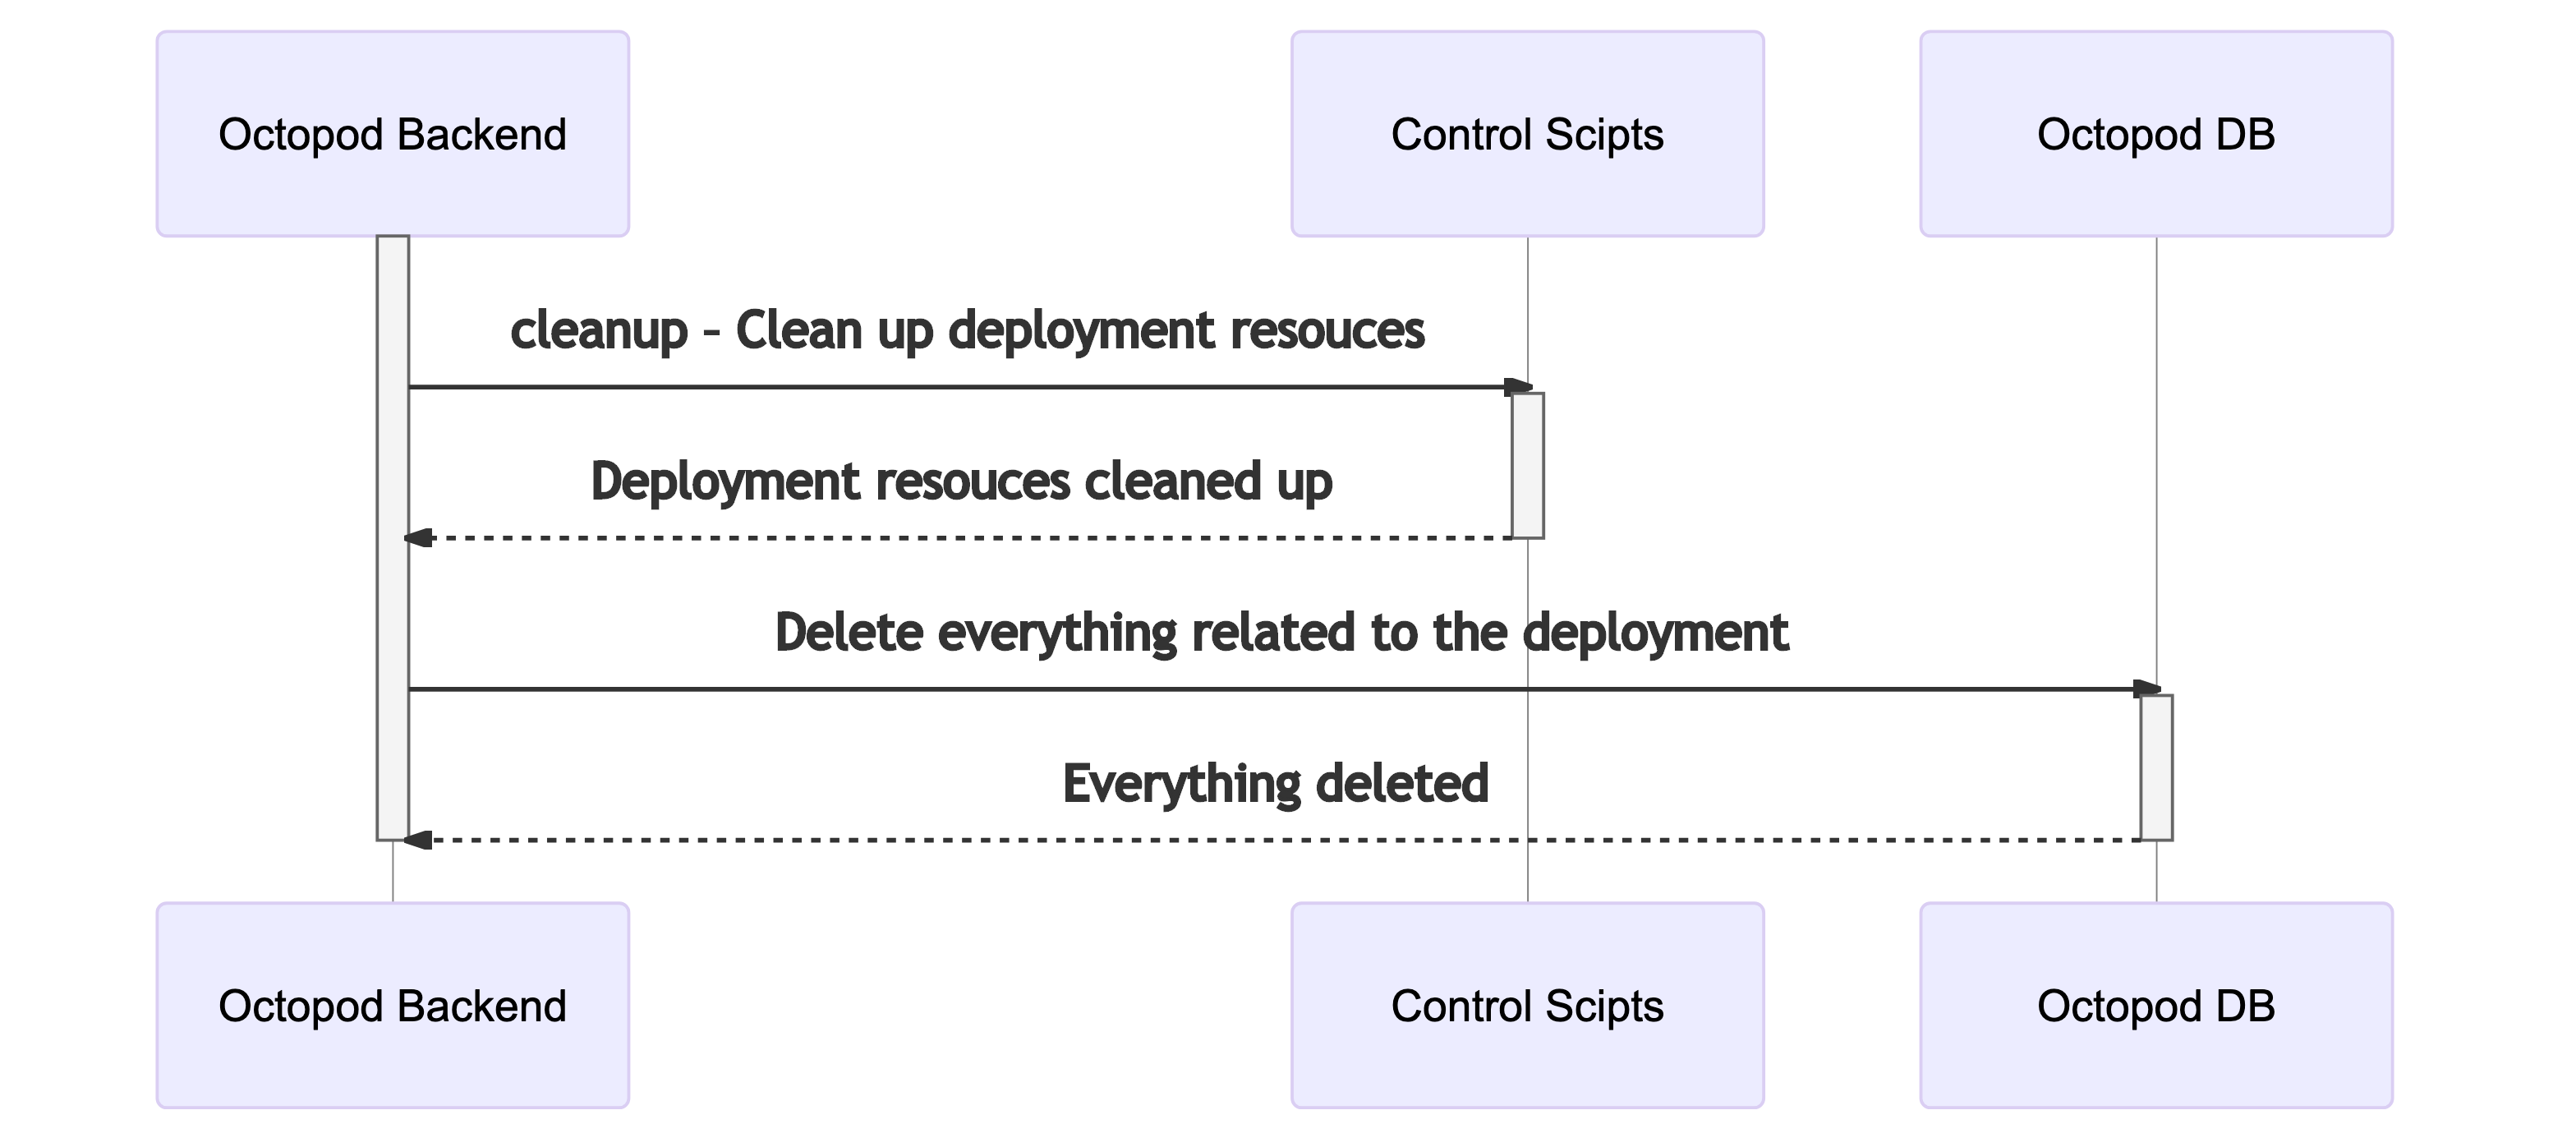 Octopod Backend
Control Scipts
Octopod DB
cleanup – Clean up deployment resouces
Deployment resouces cleaned up
Delete everything related to the deployment
Everything deleted
Octopod Backend
Control Scipts
Octopod DB